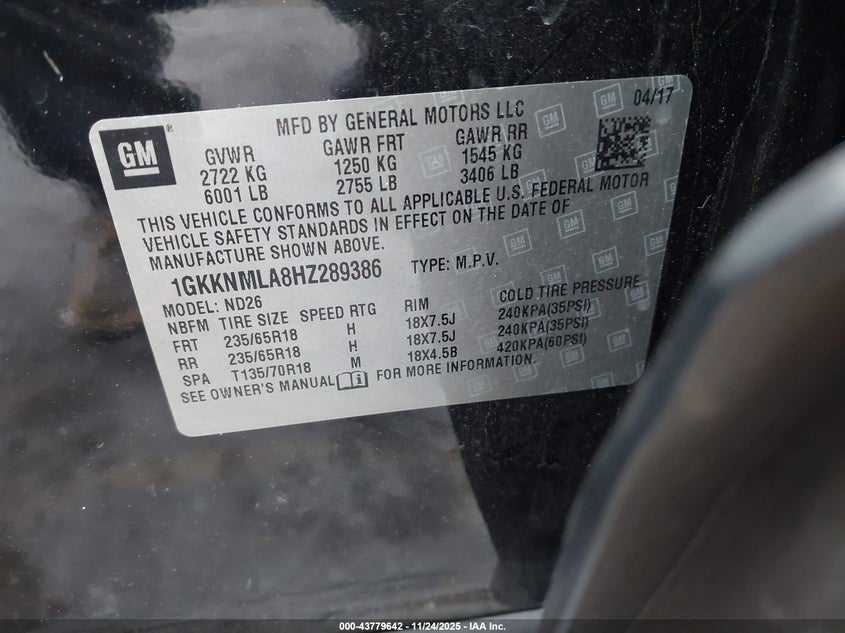 MFD BY GENERAL MOTORS LLC 04/17
GM®
GVWR GAWR FRT GAWR RR
2722 KG 1250 KG 1545 KG
6001 LB 2755 LB 3406 LB
THIS VEHICLE CONFORMS TO ALL APPLICABLE U.S. FEDERAL MOTOR
VEHICLE SAFETY STANDARDS IN EFFECT ON THE DATE OF
MANUFACTURE SHOWN ABOVE.
1GKKNMLA8HZ289386 TYPE: M.P.V.
MODEL: ND26
NBFM TIRE SIZE SPEED RTG RIM COLD TIRE PRESSURE
FRT 235/65R18 H 18X7.5J 240KPA(35PSI)
RR 235/65R18 H 18X7.5J 240KPA(35PSI)
SPA T135/70R18 M 18X4.5B 420KPA(60PSI)
SEE OWNER'S MANUAL FOR MORE INFORMATION.
000-43779642 - 11/24/2025 - IAA Inc.